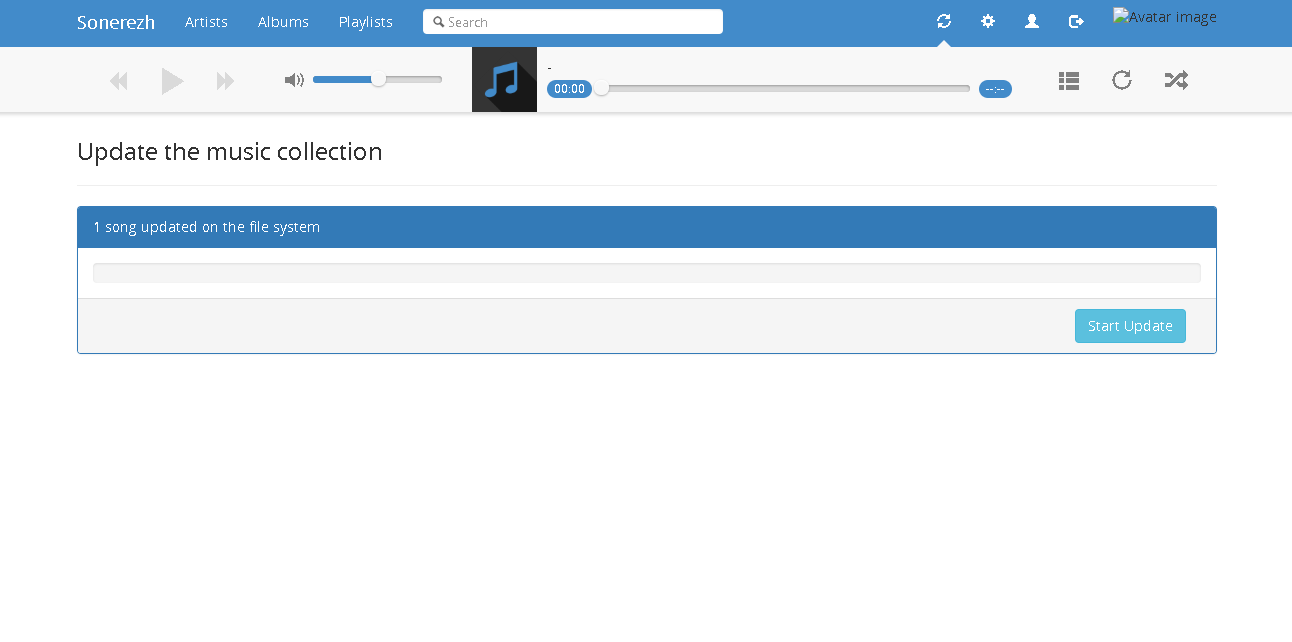 Sonerezh Artists Albums Playlists Search Avatar image
-
00:00 --:--
Update the music collection
1 song updated on the file system
Start Update